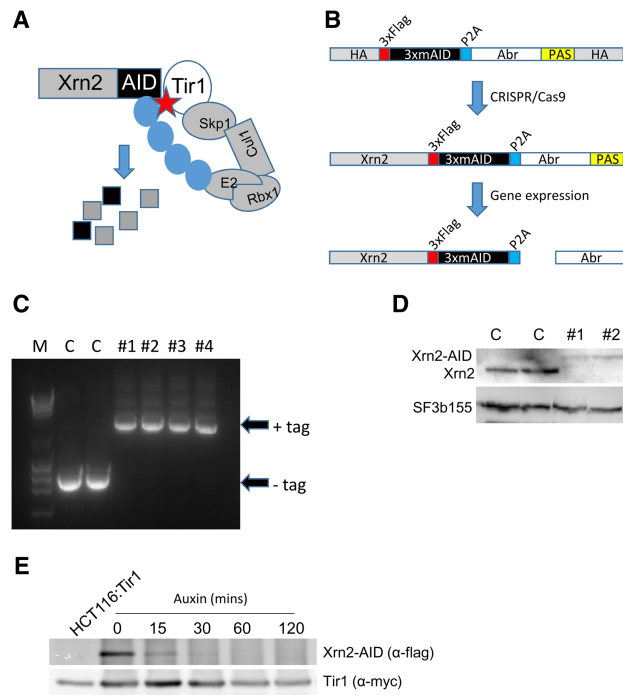 A
Xrn2 AID Tir1
Skp1
Cul1
E2
Rbx1
B
3xFlag P2A
HA 3xmAID Abr PAS HA
CRISPR/Cas9
3xFlag P2A
Xrn2 3xmAID Abr PAS
Gene expression
3xFlag P2A
Xrn2 3xmAID Abr
C
M C C #1 #2 #3 #4
+ tag
- tag
D
C C #1 #2
Xrn2-AID
Xrn2
SF3b155
E
HCT116:Tir1
Auxin (mins)
0 15 30 60 120
Xrn2-AID (α-flag)
Tir1 (α-myc)